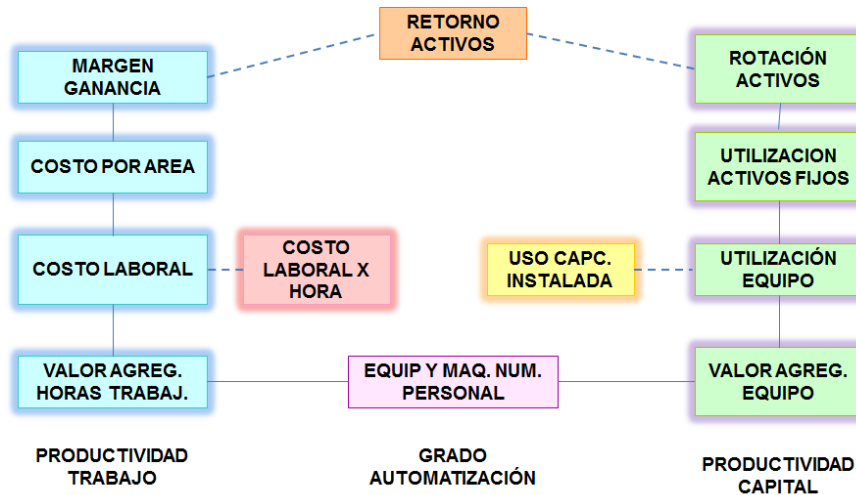 RETORNO
ACTIVOS
MARGEN
GANANCIA
ROTACIÓN
ACTIVOS
COSTO POR AREA
UTILIZACION
ACTIVOS FIJOS
COSTO LABORAL
COSTO
LABORAL X
HORA
USO CAPC.
INSTALADA
UTILIZACIÓN
EQUIPO
VALOR AGREG.
HORAS TRABAJ.
EQUIP Y MAQ. NUM.
PERSONAL
VALOR AGREG.
EQUIPO
PRODUCTIVIDAD
TRABAJO
GRADO
AUTOMATIZACIÓN
PRODUCTIVIDAD
CAPITAL